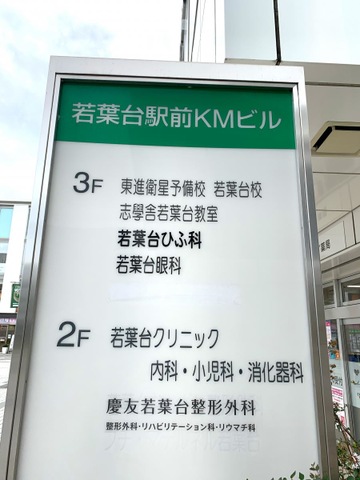 若葉台駅前KMビル
3F 東進衛星予備校 若葉台校
志學舎若葉台教室
若葉台ひふ科
若葉台眼科
2F 若葉台クリニック
内科・小児科・消化器科
慶友若葉台整形外科
整形外科・リハビリテーション科・リウマチ科